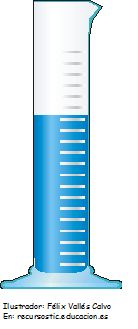 Ilustrador: Félix Vallés Calvo
En: recursostic.educacion.es